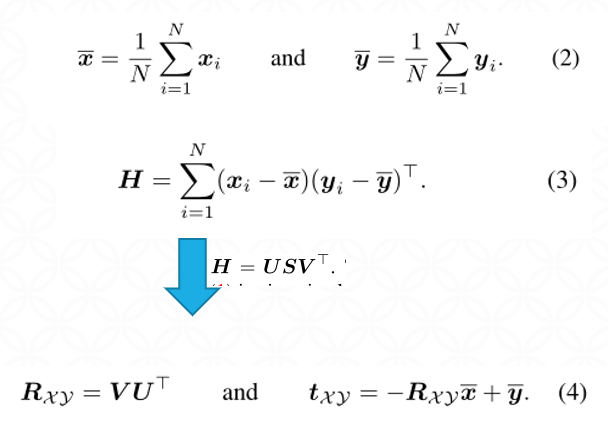 x̄ = 1/N ∑_{i=1}^{N} x_i and ȳ = 1/N ∑_{i=1}^{N} y_i. (2)
H = ∑_{i=1}^{N} (x_i − x̄)(y_i − ȳ)^⊤. (3)
H = USV^⊤.
R_{𝒳𝒴} = VU^⊤ and t_{𝒳𝒴} = −R_{𝒳𝒴}x̄ + ȳ. (4)